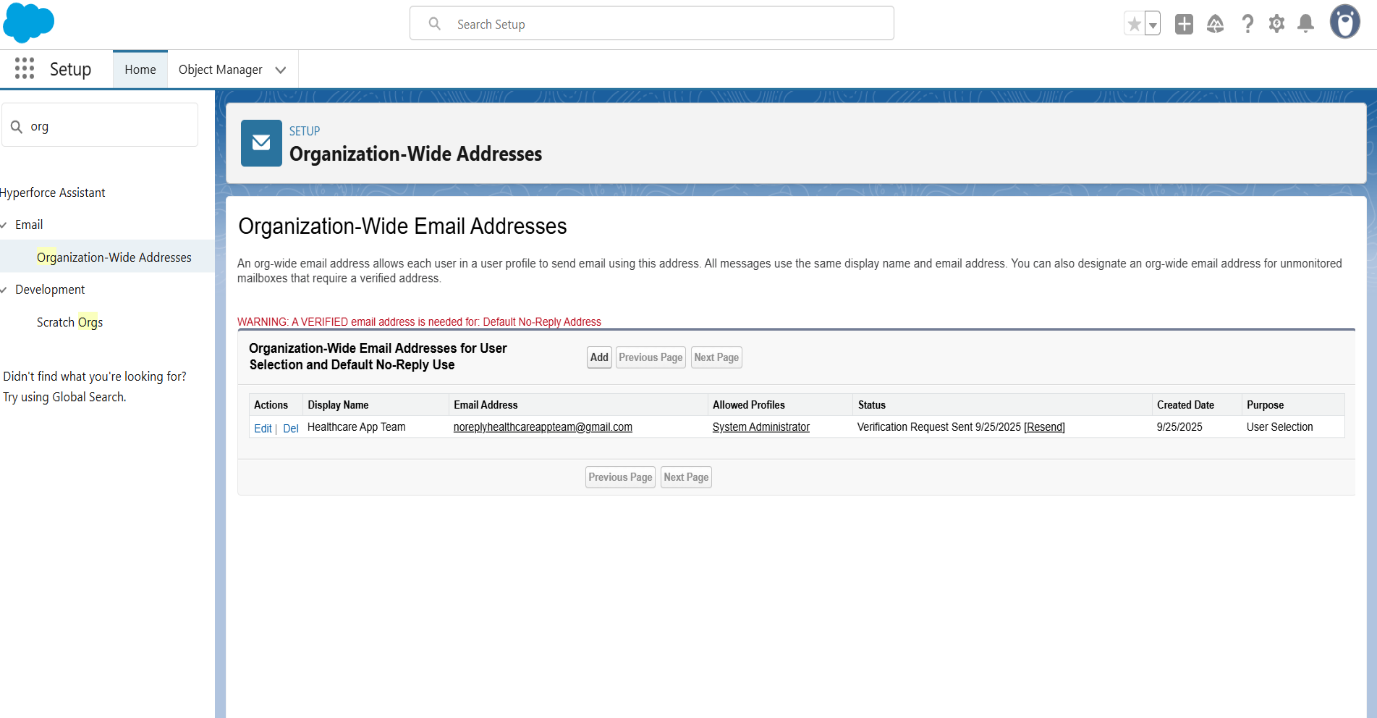 Search Setup
Setup
Home
Object Manager
org
Hyperforce Assistant
Email
Organization-Wide Addresses
Development
Scratch Orgs
Didn't find what you're looking for?
Try using Global Search.
SETUP
Organization-Wide Addresses
Organization-Wide Email Addresses
An org-wide email address allows each user in a user profile to send email using this address. All messages use the same display name and email address. You can also designate an org-wide email address for unmonitored
mailboxes that require a verified address.
WARNING: A VERIFIED email address is needed for: Default No-Reply Address
Organization-Wide Email Addresses for User
Selection and Default No-Reply Use
Add Previous Page Next Page
Actions Display Name Email Address Allowed Profiles Status Created Date Purpose
Edit | Del Healthcare App Team noreplyhealthcareappteam@gmail.com System Administrator Verification Request Sent 9/25/2025 [Resend] 9/25/2025 User Selection
Previous Page Next Page